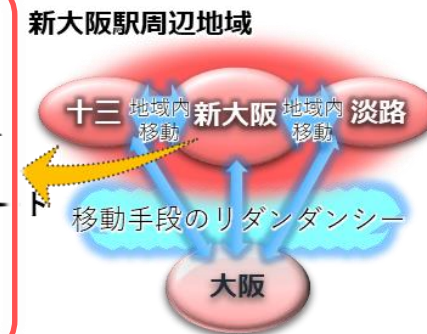 新大阪駅周辺地域
十三
地域内
移動
新大阪
地域内
移動
淡路
ト
移動手段のリダンダンシー
大阪